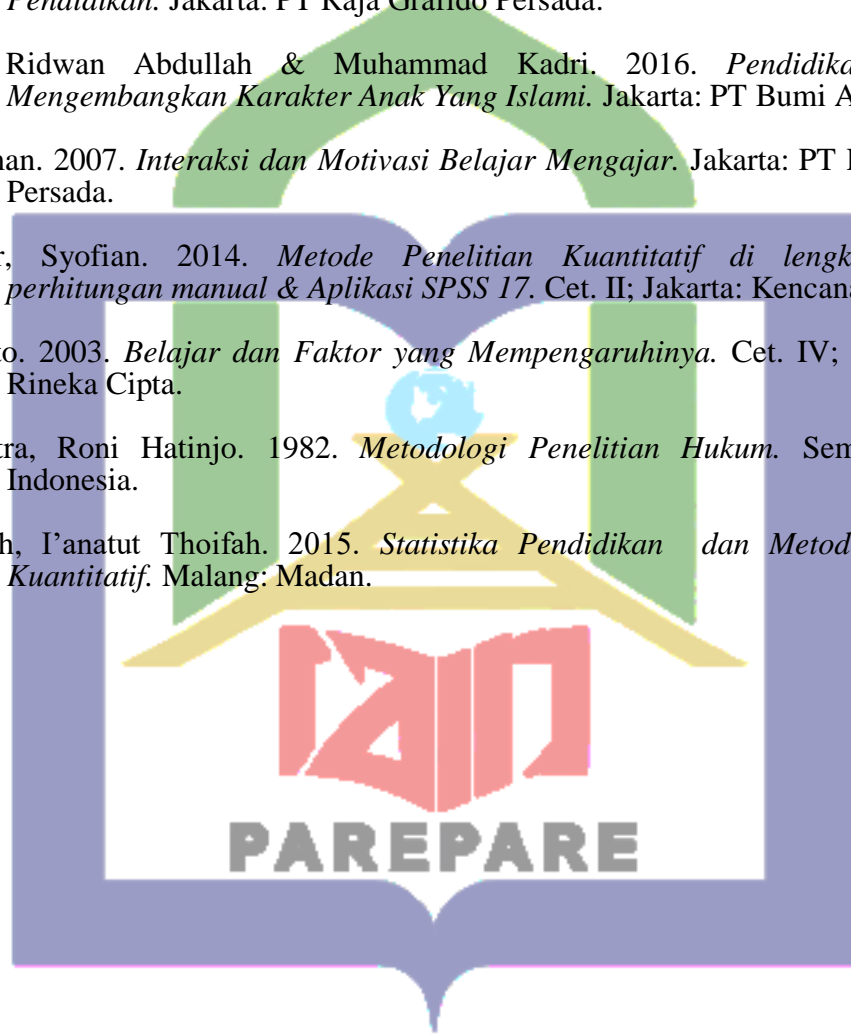 Pendidikan. Jakarta: PT Raja Grafido Persada.
Ridwan Abdullah & Muhammad Kadri. 2016. Pendidika
Mengembangkan Karakter Anak Yang Islami. Jakarta: PT Bumi A
nan. 2007. Interaksi dan Motivasi Belajar Mengajar. Jakarta: PT
Persada.
r, Syofian. 2014. Metode Penelitian Kuantitatif di lengk
perhitungan manual & Aplikasi SPSS 17. Cet. II; Jakarta: Kencana
to. 2003. Belajar dan Faktor yang Mempengaruhinya. Cet. IV;
Rineka Cipta.
tra, Roni Hatinjo. 1982. Metodologi Penelitian Hukum. Sem
Indonesia.
h, I'anatut Thoifah. 2015. Statistika Pendidikan dan Metod
Kuantitatif. Malang: Madan.
iain
PAREPARE